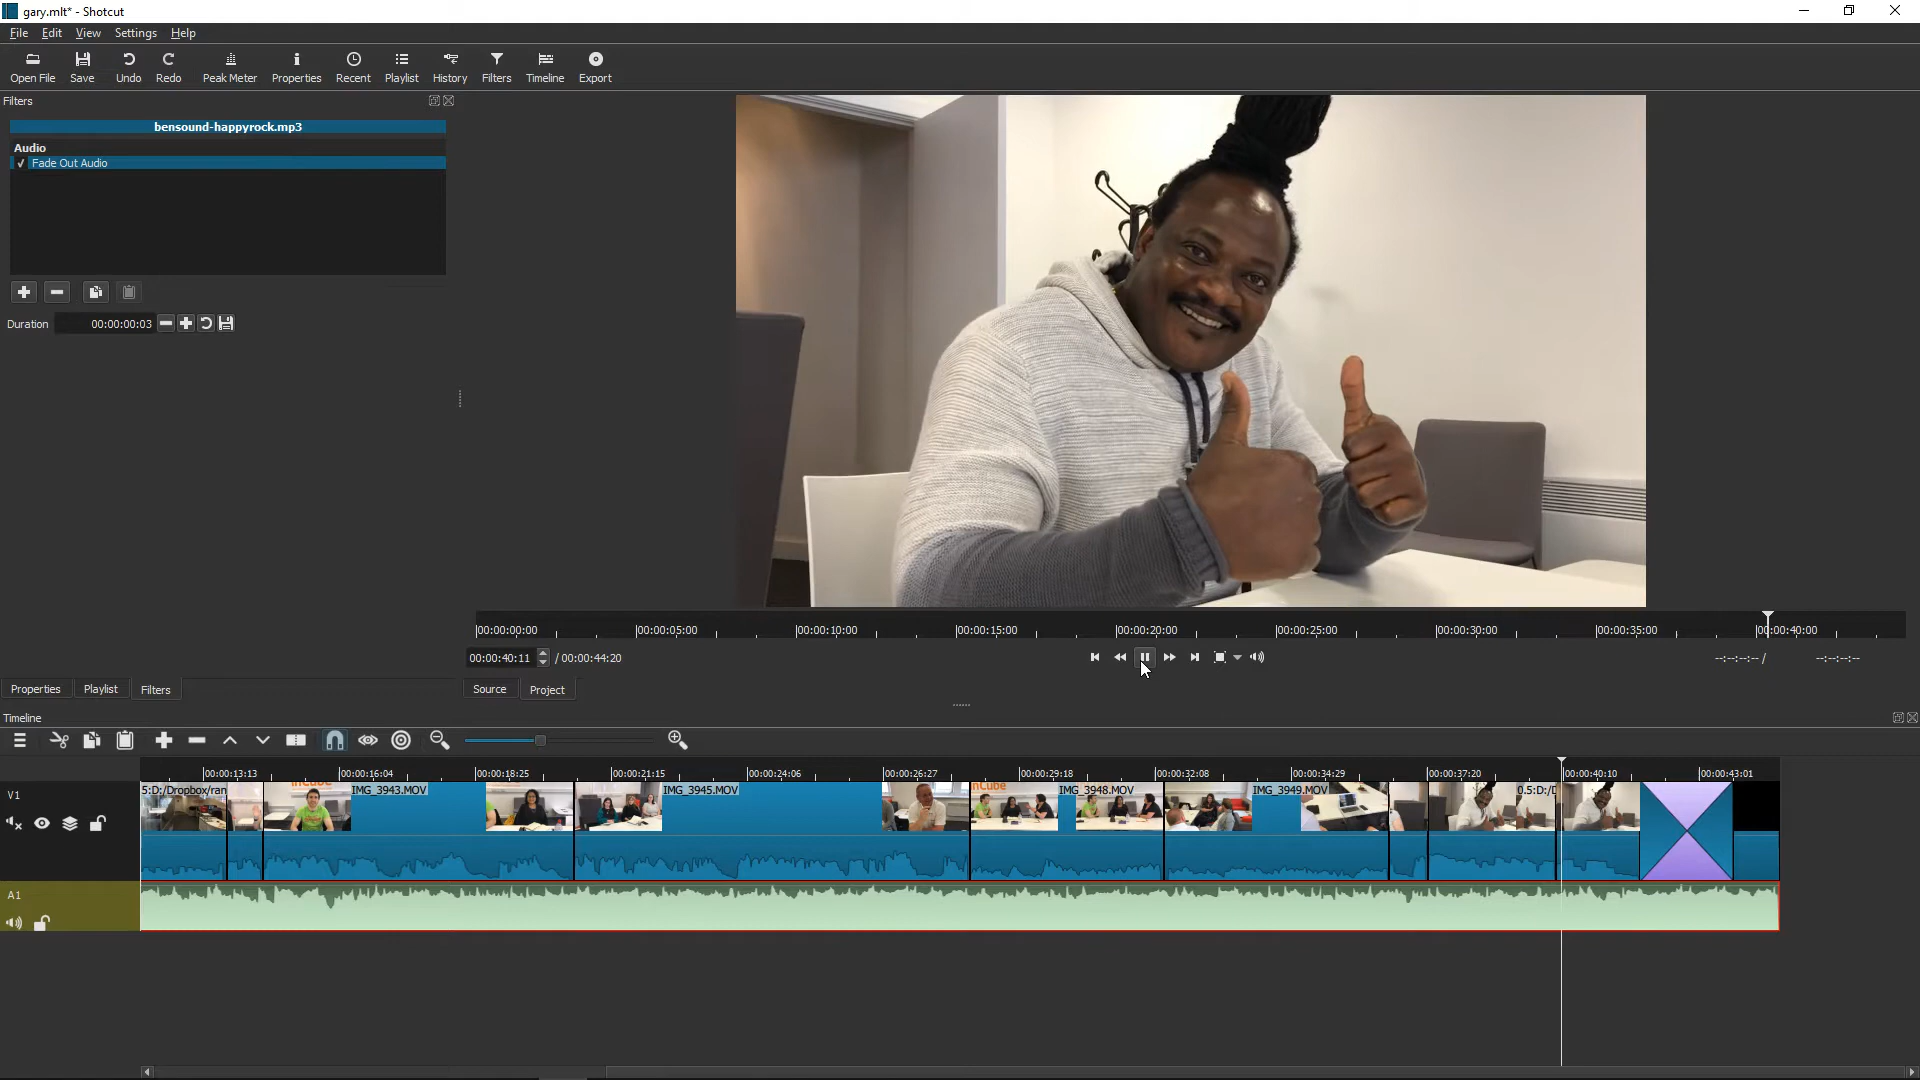 gary.mlt* - Shotcut
File Edit View Settings Help
Open File Save Undo Redo Peak Meter Properties Recent Playlist History Filters Timeline Export
Filters
bensound-happyrock.mp3
Audio
Fade Out Audio
Duration 00:00:00:03
00:00:00:00 00:00:05:00 00:00:10:00 00:00:15:00 00:00:20:00 00:00:25:00 00:00:30:00 00:00:35:00 00:00:40:00
00:00:40:11 / 00:00:44:20 --:--:--:-- / --:--:--:--
Properties Playlist Filters Source Project
Timeline
00:00:13:13 00:00:16:04 00:00:18:25 00:00:21:15 00:00:24:06 00:00:26:27 00:00:29:18 00:00:32:08 00:00:34:29 00:00:37:20 00:00:40:10 00:00:43:01
V1 5:D:/Dropbox/ran IMG_3943.MOV IMG_3945.MOV IMG_3948.MOV IMG_3949.MOV 0.5:D:/D
A1